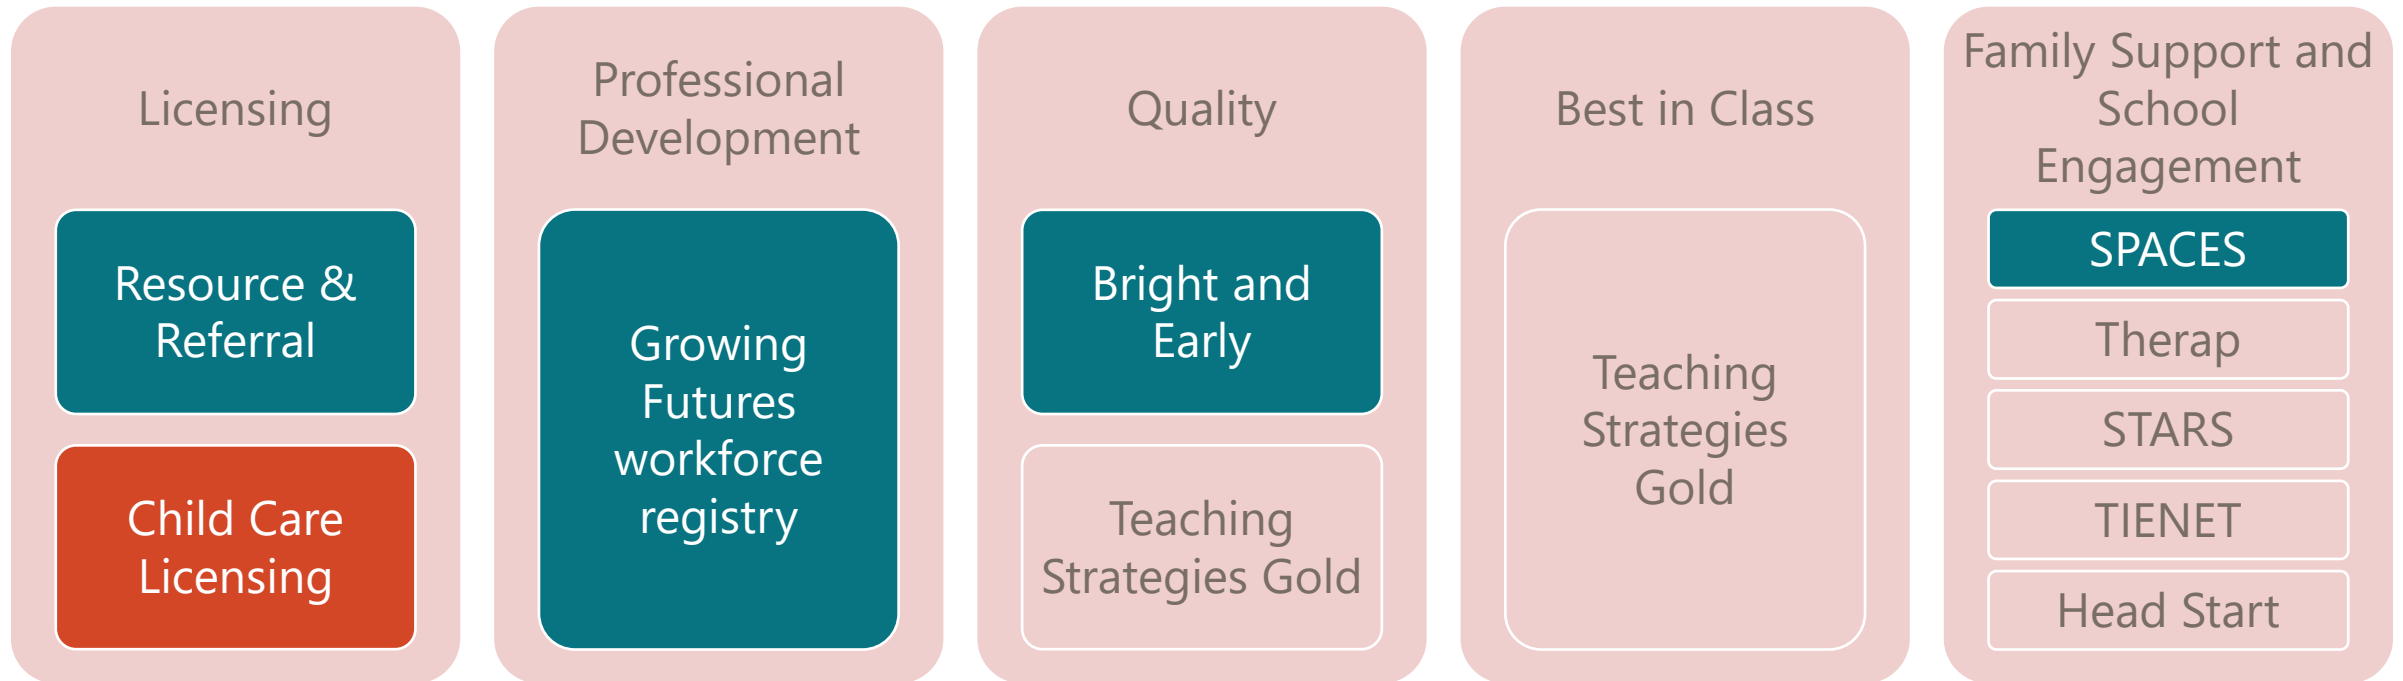 Licensing
Resource &
Referral
Child Care
Licensing
Professional
Development
Growing
Futures
workforce
registry
Quality
Bright and
Early
Teaching
Strategies Gold
Best in Class
Teaching
Strategies
Gold
Family Support and
School
Engagement
SPACES
Therap
STARS
TIENET
Head Start